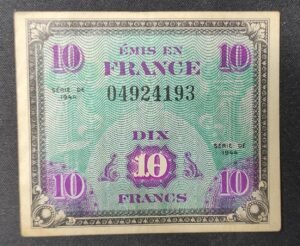 10 ÉMIS EN 10
FRANCE
SÉRIE DE 1944 04924193
DIX
10 SÉRIE DE 1944
10 FRANCS 10